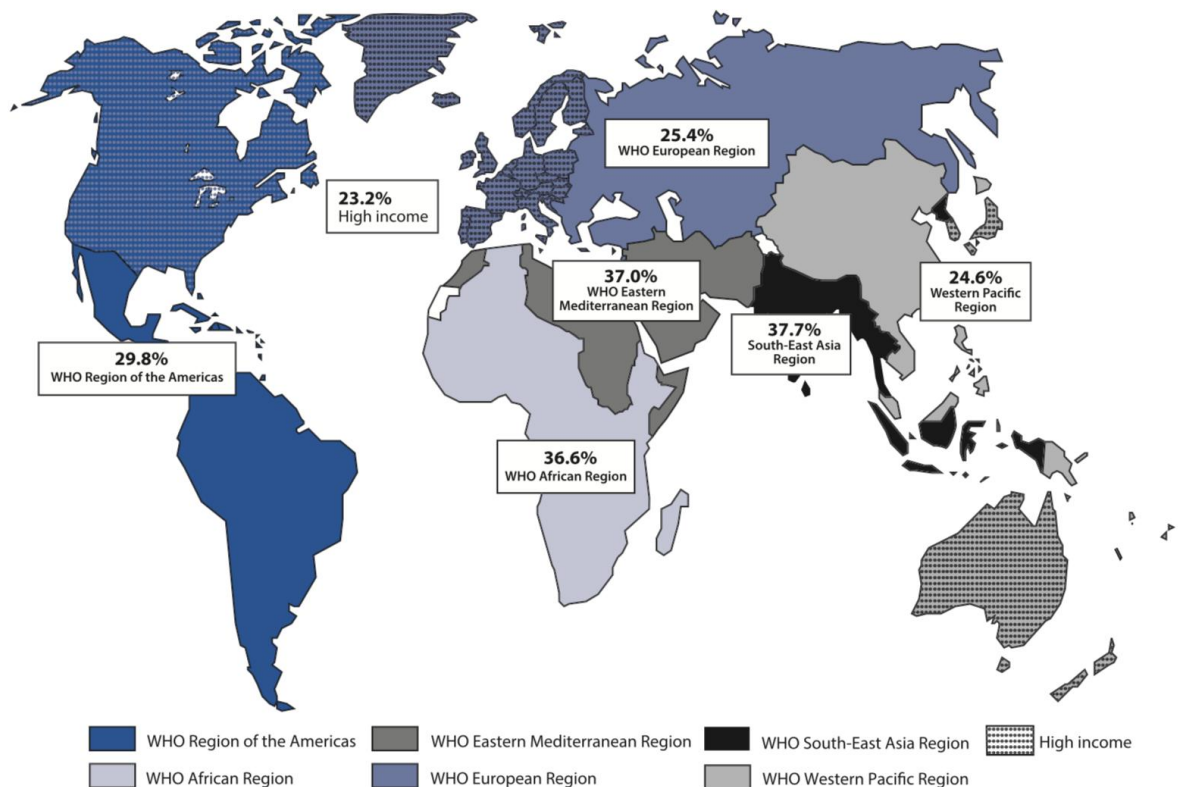 25.4%
WHO European Region
23.2%
High income
37.0%
WHO Eastern
Mediterranean Region
24.6%
Western Pacific
Region
37.7%
South-East Asia
Region
29.8%
WHO Region of the Americas
36.6%
WHO African Region
WHO Region of the Americas
WHO Eastern Mediterranean Region
WHO South-East Asia Region
High income
WHO African Region
WHO European Region
WHO Western Pacific Region